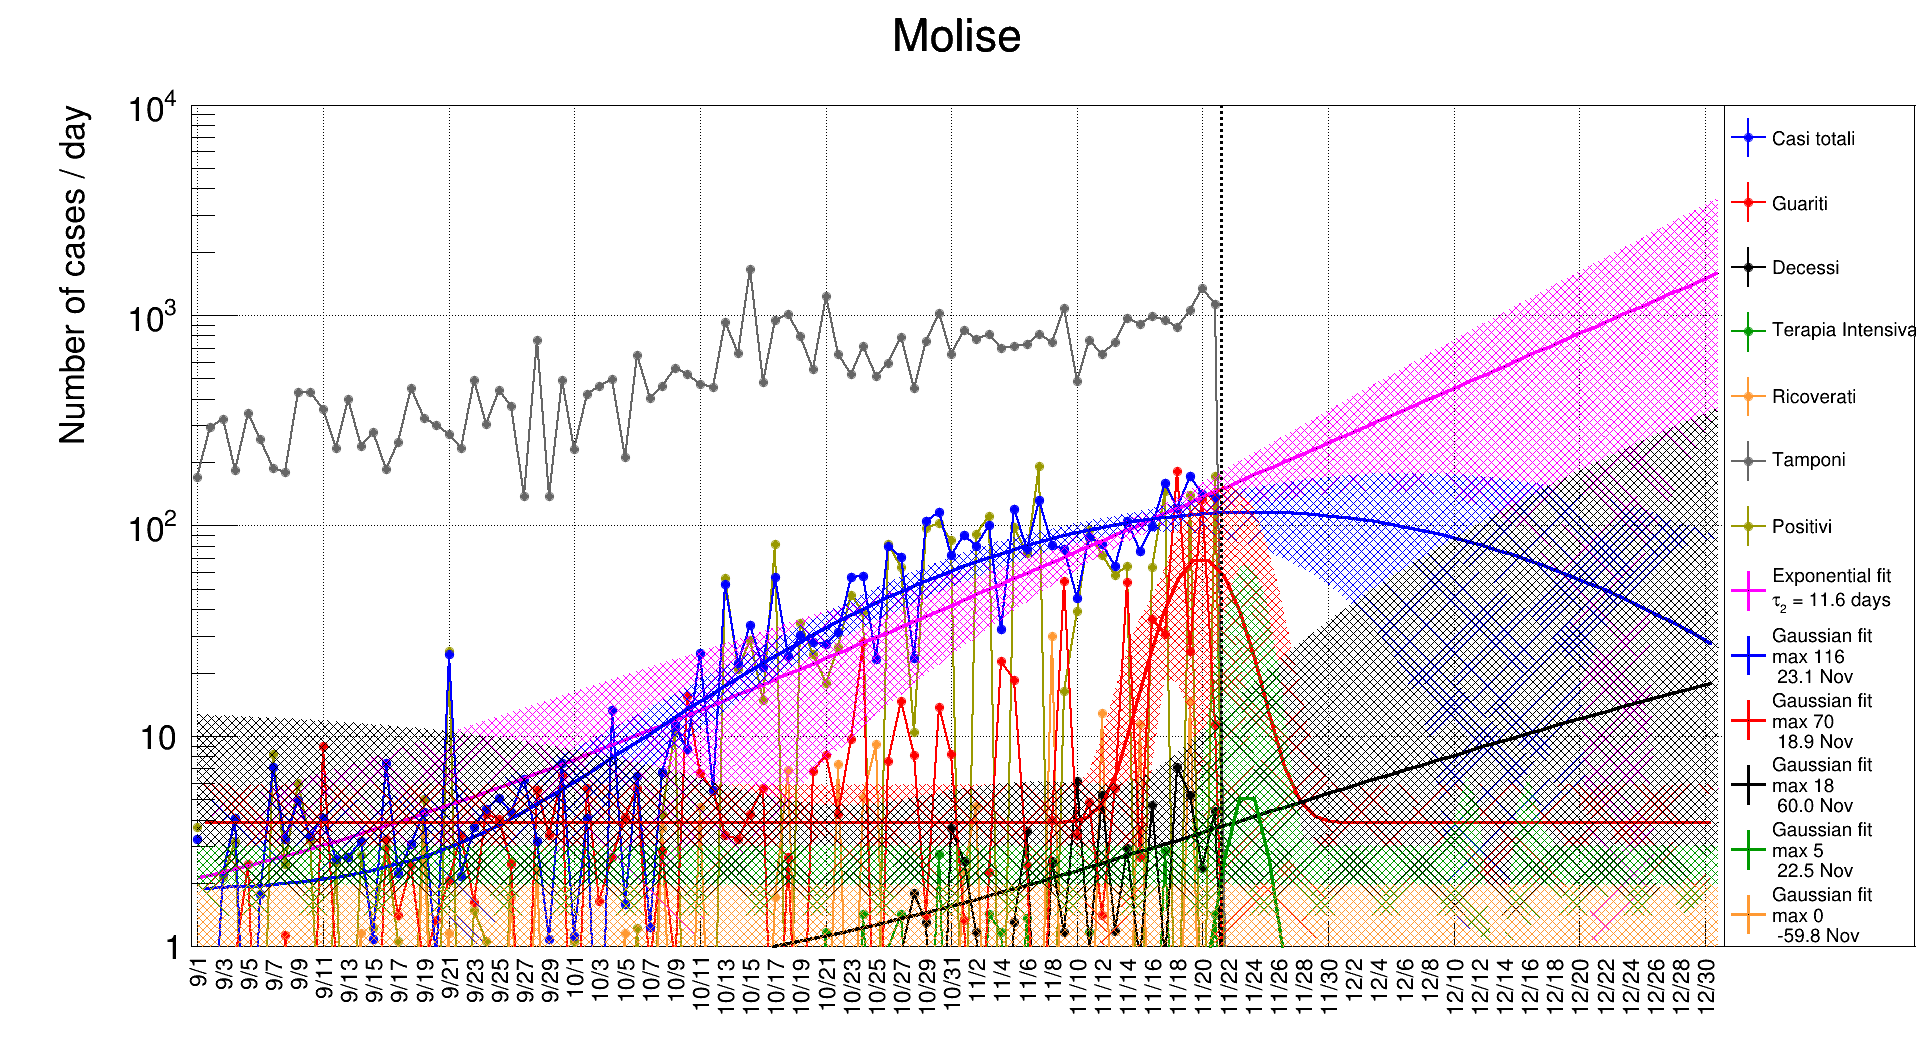 Molise
Number of cases / day
10^4
10^3
10^2
10
1
9/1 9/3 9/5 9/7 9/9 9/11 9/13 9/15 9/17 9/19 9/21 9/23 9/25 9/27 9/29 10/1 10/3 10/5 10/7 10/9 10/11 10/13 10/15 10/17 10/19 10/21 10/23 10/25 10/27 10/29 10/31 11/2 11/4 11/6 11/8 11/10 11/12 11/14 11/16 11/18 11/20 11/22 11/24 11/26 11/28 11/30 12/2 12/4 12/6 12/8 12/10 12/12 12/14 12/16 12/18 12/20 12/22 12/24 12/26 12/28 12/30
Casi totali
Guariti
Decessi
Terapia Intensiva
Ricoverati
Tamponi
Positivi
Exponential fit
τ_2 = 11.6 days
Gaussian fit
max 116
23.1 Nov
Gaussian fit
max 70
18.9 Nov
Gaussian fit
max 18
60.0 Nov
Gaussian fit
max 5
22.5 Nov
Gaussian fit
max 0
-59.8 Nov